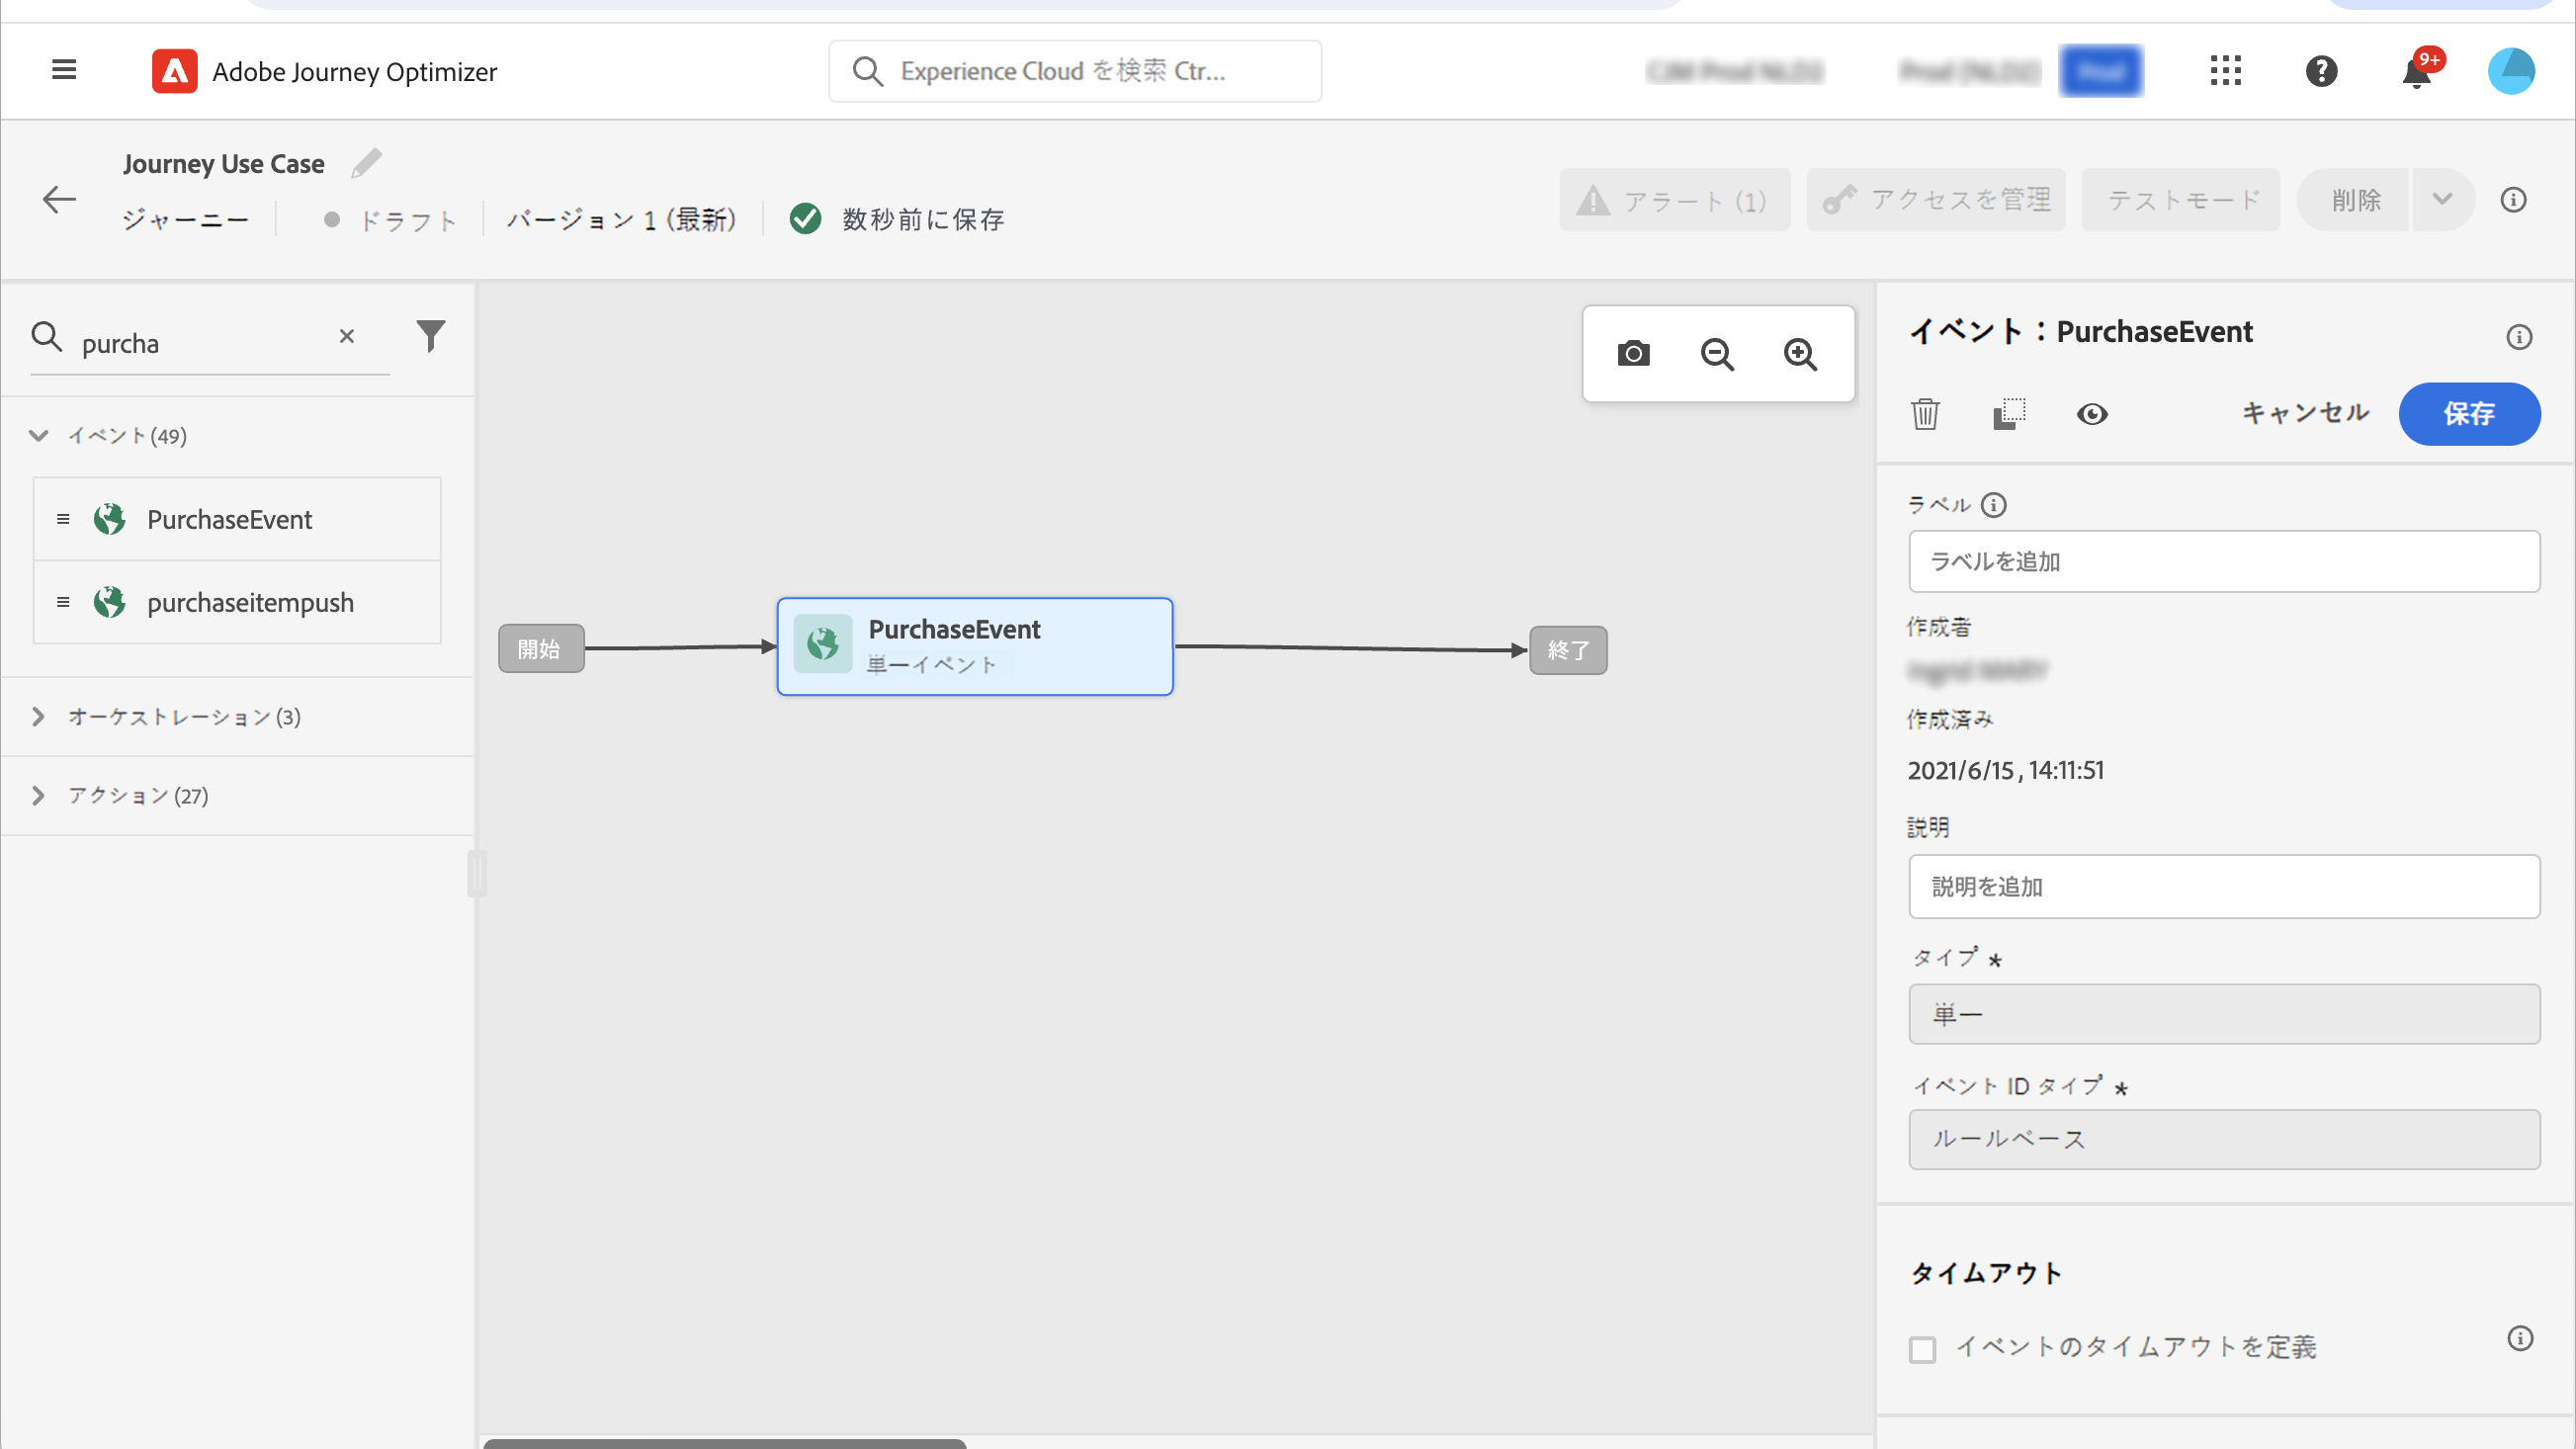 Adobe Journey Optimizer
Experience Cloud を検索 Ctr...
9+
Journey Use Case
ジャーニー
ドラフト
バージョン 1 (最新)
数秒前に保存
アラート (1)
アクセスを管理
テストモード
削除
purcha
イベント (49)
PurchaseEvent
purchaseitempush
オーケストレーション (3)
アクション (27)
開始
PurchaseEvent
単一イベント
終了
イベント：PurchaseEvent
キャンセル
保存
ラベル
ラベルを追加
作成者
作成済み
2021/6/15 , 14:11:51
説明
説明を追加
タイプ *
単一
イベント ID タイプ *
ルールベース
タイムアウト
イベントのタイムアウトを定義